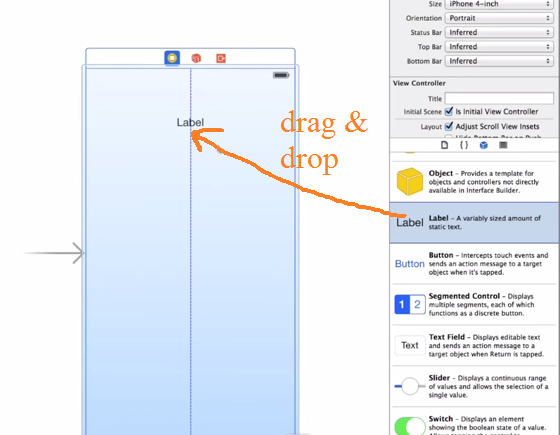 Size
iPhone 4-inch
Orientation
Portrait
Status Bar
Inferred
Top Bar
Inferred
Bottom Bar
Inferred
View Controller
Title
Initial Scene
Is Initial View Controller
Layout
Adjust Scroll View Insets
Label
drag &
drop
Object – Provides a template for
objects and controllers not directly
available in Interface Builder.
Label
Label – A variably sized amount of
static text.
Button
Button – Intercepts touch events and
sends an action message to a target
object when it's tapped.
1 2
Segmented Control – Displays
multiple segments, each of which
functions as a discrete button.
Text
Text Field – Displays editable text
and sends an action message to a
target object when Return is tapped.
Slider – Displays a continuous range
of values and allows the selection of
a single value.
Switch – Displays an element
showing the boolean state of a value.